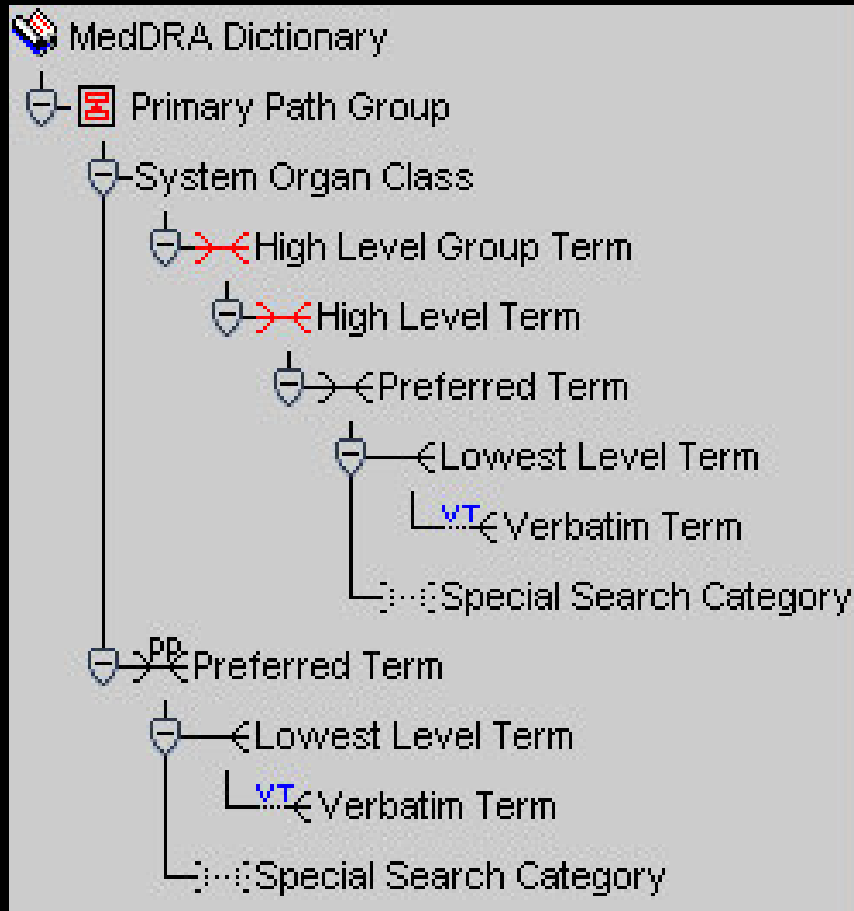 MedDRA Dictionary
Primary Path Group
System Organ Class
High Level Group Term
High Level Term
Preferred Term
Lowest Level Term
VT Verbatim Term
Special Search Category
PP Preferred Term
Lowest Level Term
VT Verbatim Term
Special Search Category